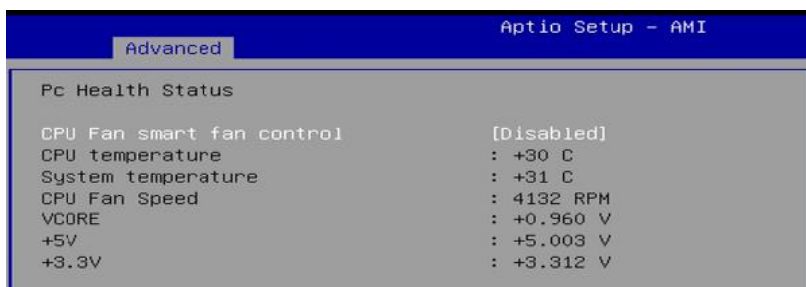 Aptio Setup - AMI
Advanced
Pc Health Status
CPU Fan smart fan control [Disabled]
CPU temperature : +30 C
System temperature : +31 C
CPU Fan Speed : 4132 RPM
VCORE : +0.960 V
+5V : +5.003 V
+3.3V : +3.312 V